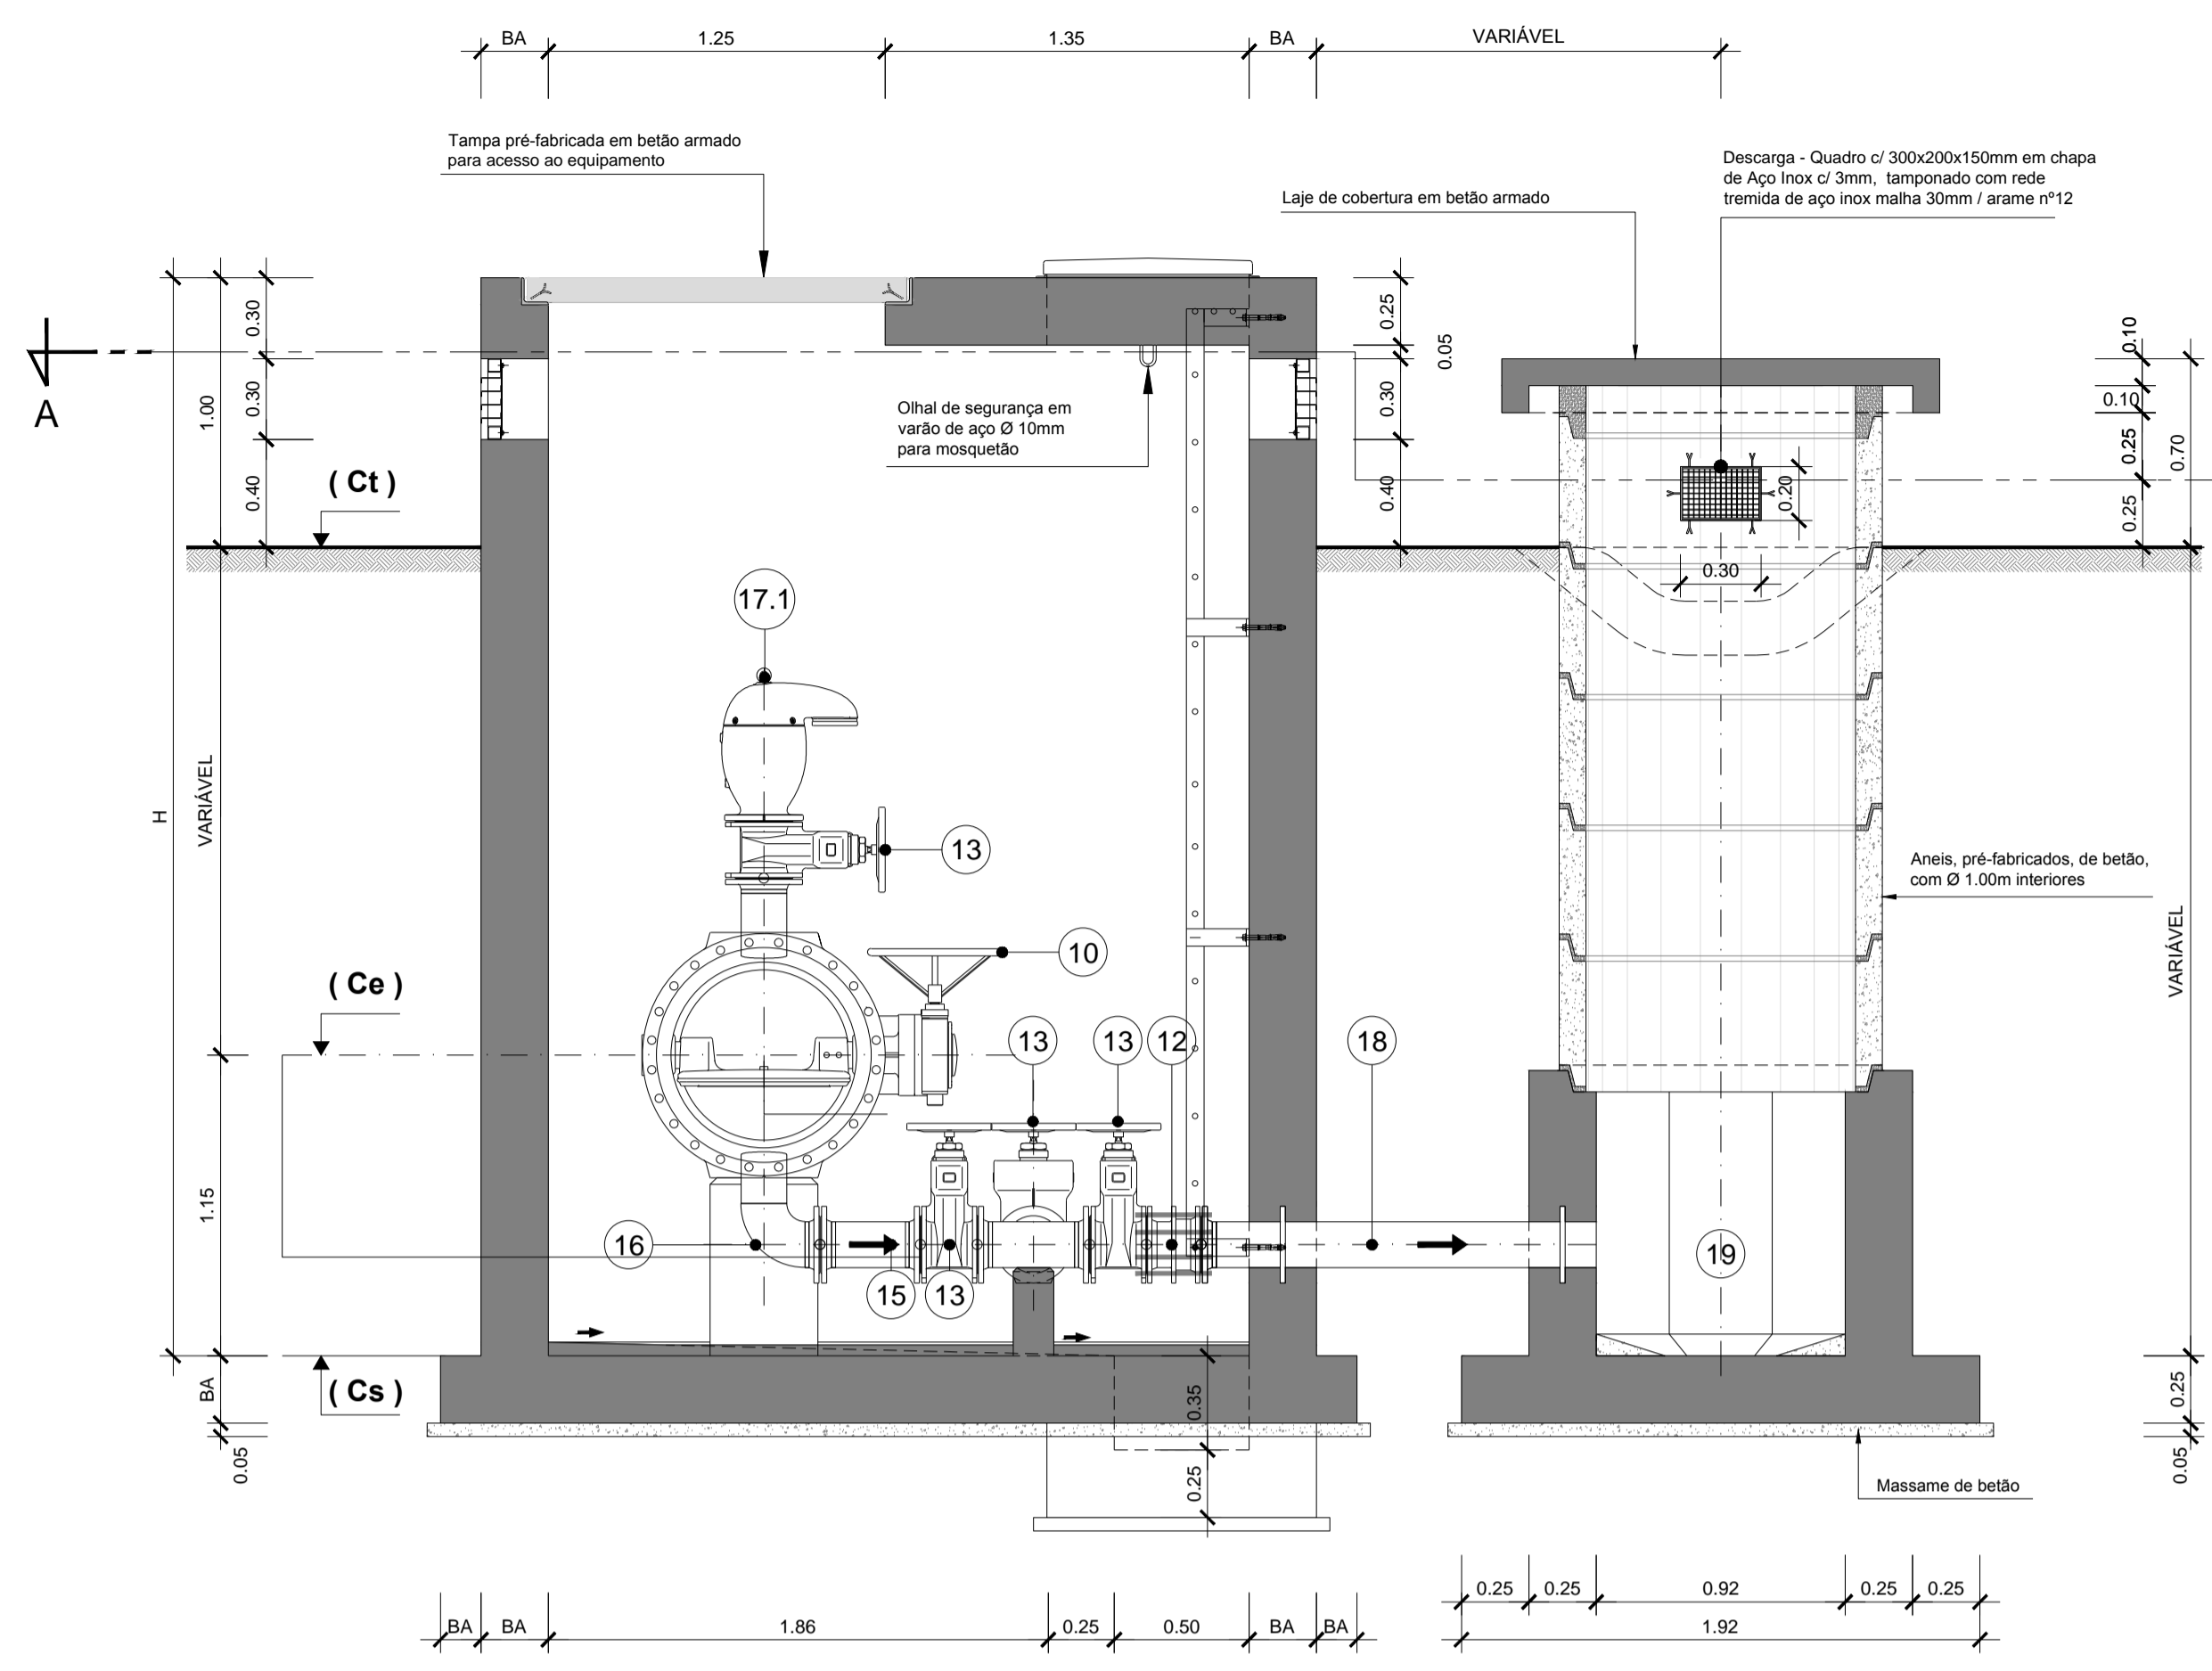 BA
1.25
1.35
BA
VARIÁVEL
Tampa pré-fabricada em betão armado
para acesso ao equipamento
Laje de cobertura em betão armado
Descarga - Quadro c/ 300x200x150mm em chapa
de Aço Inox c/ 3mm, tamponado com rede
tremida de aço inox malha 30mm / arame nº12
A
H
1.00
VARIÁVEL
1.15
BA
0.05
0.30
0.30
0.40
( Ct )
( Ce )
( Cs )
Olhal de segurança em
varão de aço Ø 10mm
para mosquetão
0.25
0.05
0.30
0.40
0.10
0.10
0.25
0.25
0.70
0.20
0.30
17.1
13
10
13
13
12
18
16
15
13
19
Aneis, pré-fabricados, de betão,
com Ø 1.00m interiores
VARIÁVEL
0.25
0.05
0.35
0.25
Massame de betão
BA
BA
1.86
0.25
0.50
BA
BA
0.25
0.25
0.92
0.25
0.25
1.92